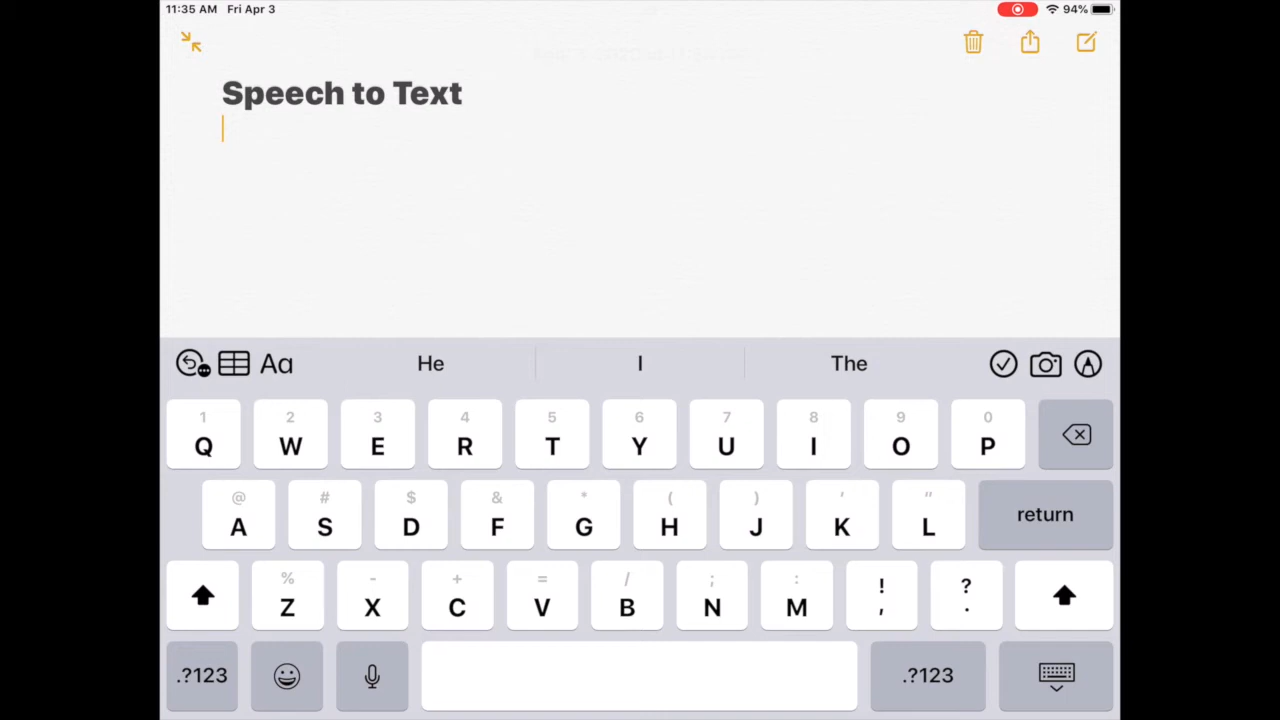 11:35 AM Fri Apr 3 94%
Speech to Text
Aa He I The
1 2 3 4 5 6 7 8 9 0
Q W E R T Y U I O P
@ # $ & * ( ) ' "
A S D F G H J K L return
% - + = / ; : ! ?
Z X C V B N M , .
.?123 .?123